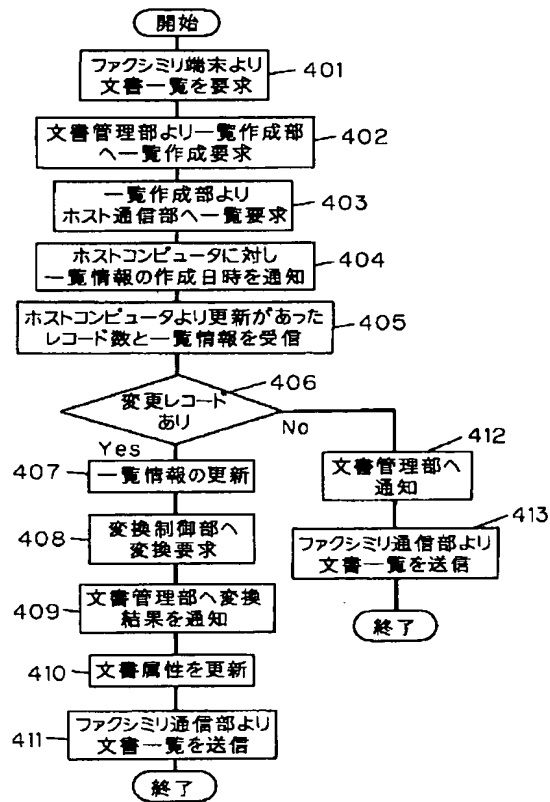 開始
ファクシミリ端末より
文書一覧を要求
401
文書管理部より一覧作成部
へ一覧作成要求
402
一覧作成部より
ホスト通信部へ一覧要求
403
ホストコンピュータに対し
一覧情報の作成日時を通知
404
ホストコンピュータより更新があった
レコード数と一覧情報を受信
405
406
変更レコード
あり
Yes
No
407
一覧情報の更新
408
変換制御部へ
変換要求
409
文書管理部へ変換
結果を通知
410
文書属性を更新
411
ファクシミリ通信部より
文書一覧を送信
終了
412
文書管理部へ
通知
413
ファクシミリ通信部より
文書一覧を送信
終了